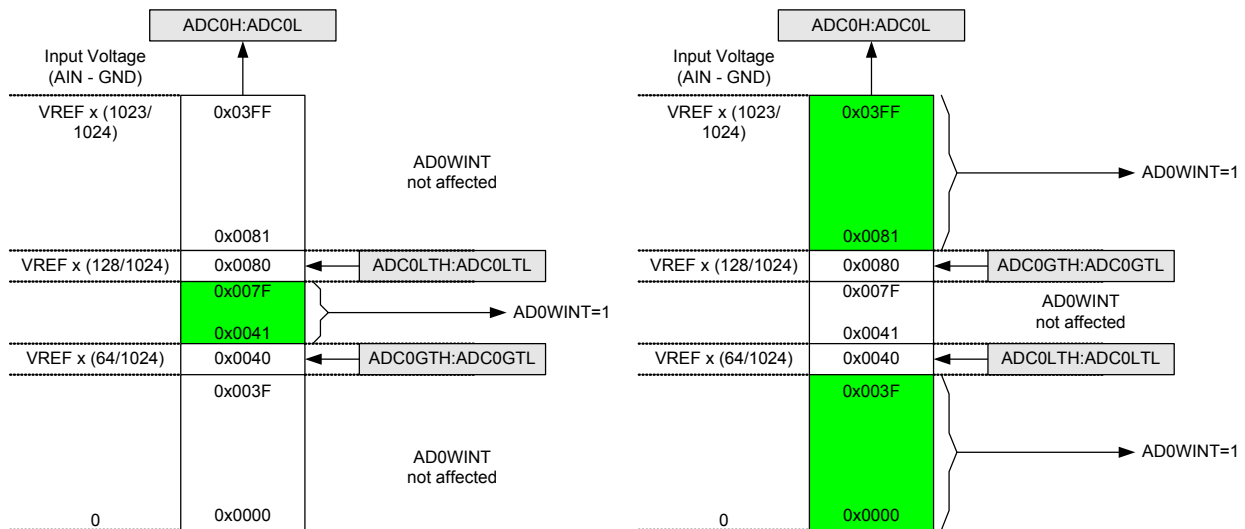 ADC0H:ADC0L
Input Voltage
(AIN - GND)
VREF x (1023/
1024)
0x03FF
AD0WINT
not affected
0x0081
VREF x (128/1024)
0x0080
ADC0LTH:ADC0LTL
0x007F
AD0WINT=1
0x0041
VREF x (64/1024)
0x0040
ADC0GTH:ADC0GTL
0x003F
AD0WINT
not affected
0
0x0000
ADC0H:ADC0L
Input Voltage
(AIN - GND)
VREF x (1023/
1024)
0x03FF
AD0WINT=1
0x0081
VREF x (128/1024)
0x0080
ADC0GTH:ADC0GTL
0x007F
AD0WINT
not affected
0x0041
VREF x (64/1024)
0x0040
ADC0LTH:ADC0LTL
0x003F
AD0WINT=1
0
0x0000